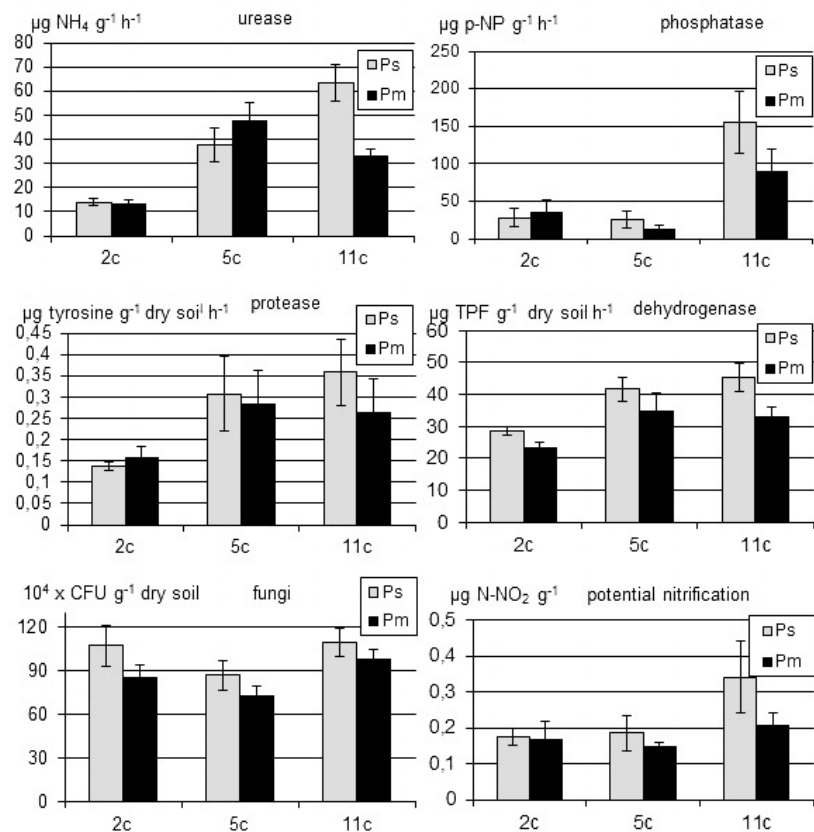 µg NH₄ g⁻¹ h⁻¹ urease
80
70
60
50
40
30
20
10
0
Ps
Pm
2c 5c 11c
µg p-NP g⁻¹ h⁻¹ phosphatase
250
200
150
100
50
0
Ps
Pm
2c 5c 11c
µg tyrosine g⁻¹ dry soil h⁻¹ protease
0,45
0,4
0,35
0,3
0,25
0,2
0,15
0,1
0,05
0
Ps
Pm
2c 5c 11c
µg TPF g⁻¹ dry soil h⁻¹ dehydrogenase
60
50
40
30
20
10
0
Ps
Pm
2c 5c 11c
10⁴ x CFU g⁻¹ dry soil fungi
120
90
60
30
0
Ps
Pm
2c 5c 11c
µg N-NO₂ g⁻¹ potential nitrification
0,5
0,4
0,3
0,2
0,1
0
Ps
Pm
2c 5c 11c